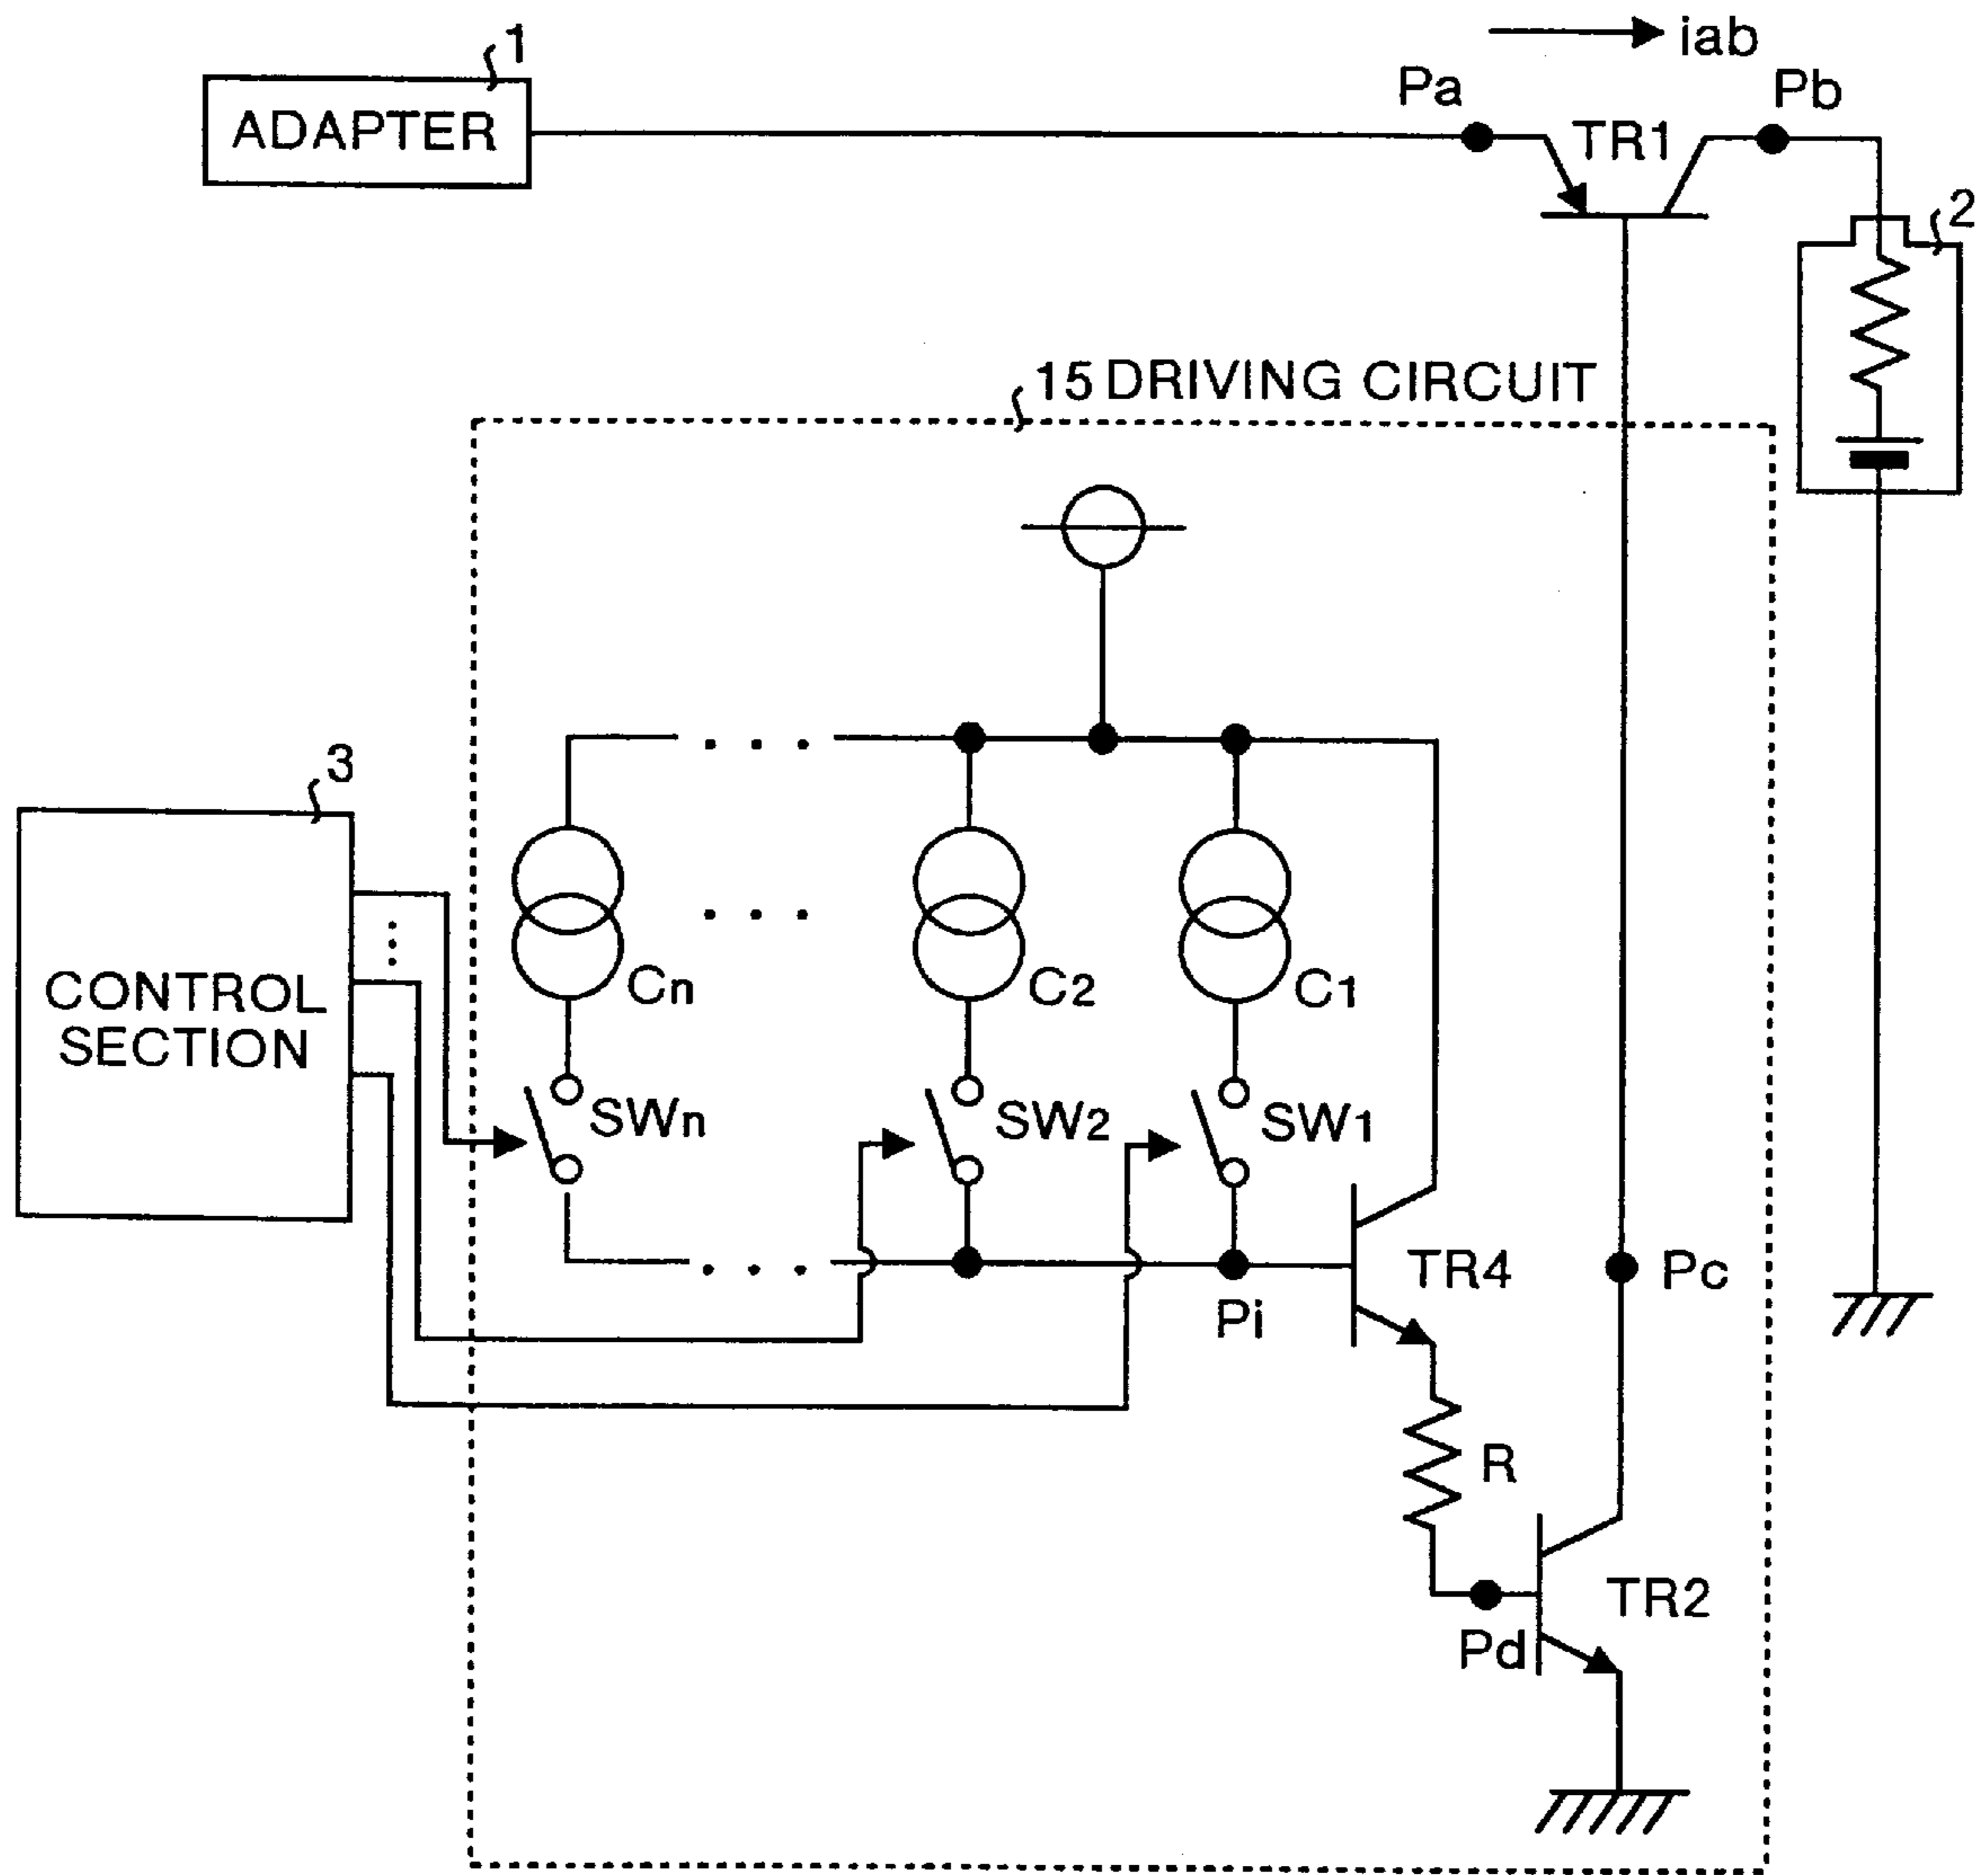 iab
1
Pa
Pb
ADAPTER
TR1
2
15 DRIVING CIRCUIT
3
CONTROL
SECTION
Cn
C2
C1
SWn
SW2
SW1
TR4
Pc
Pi
R
TR2
Pd